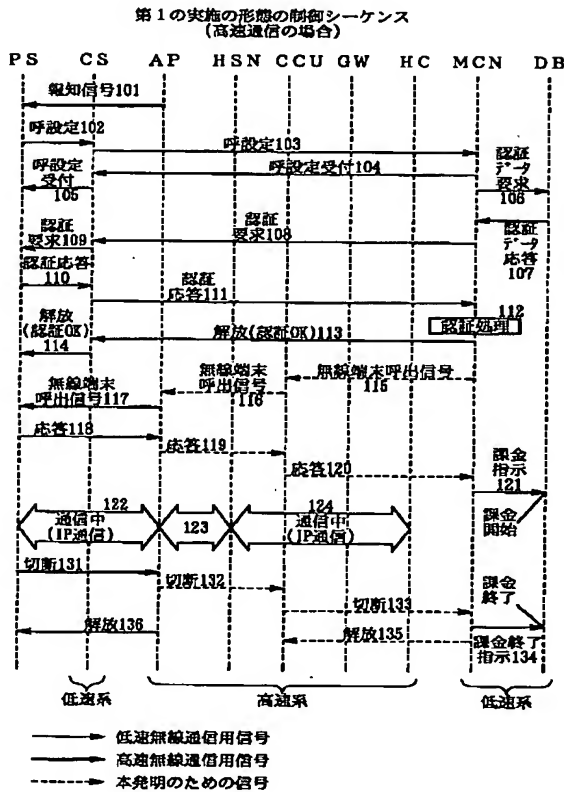 第1の実施の形態の制御シーケンス
(高速通信の場合)
PS CS AP HSN CCU GW HC MCN DB
報知信号101
呼設定102
呼設定103
呼設定
受付
105
呼設定受付104
認証
データ
要求
106
認証
要求109
認証
要求108
認証
データ
応答
107
認証応答
110
認証
応答111
112
認証処理
解放
(認証OK)
114
解放(認証OK)113
無線端末
呼出信号117
無線端末
呼出信号
116
無線端末呼出信号
115
応答118
応答119
応答120
課金
指示
121
122
通信中
(IP通信)
123
124
通信中
(IP通信)
課金
開始
切断131
切断132
切断133
課金
終了
解放136
解放135
課金終了
指示134
低速系
高速系
低速系
低速無線通信用信号
高速無線通信用信号
本発明のための信号